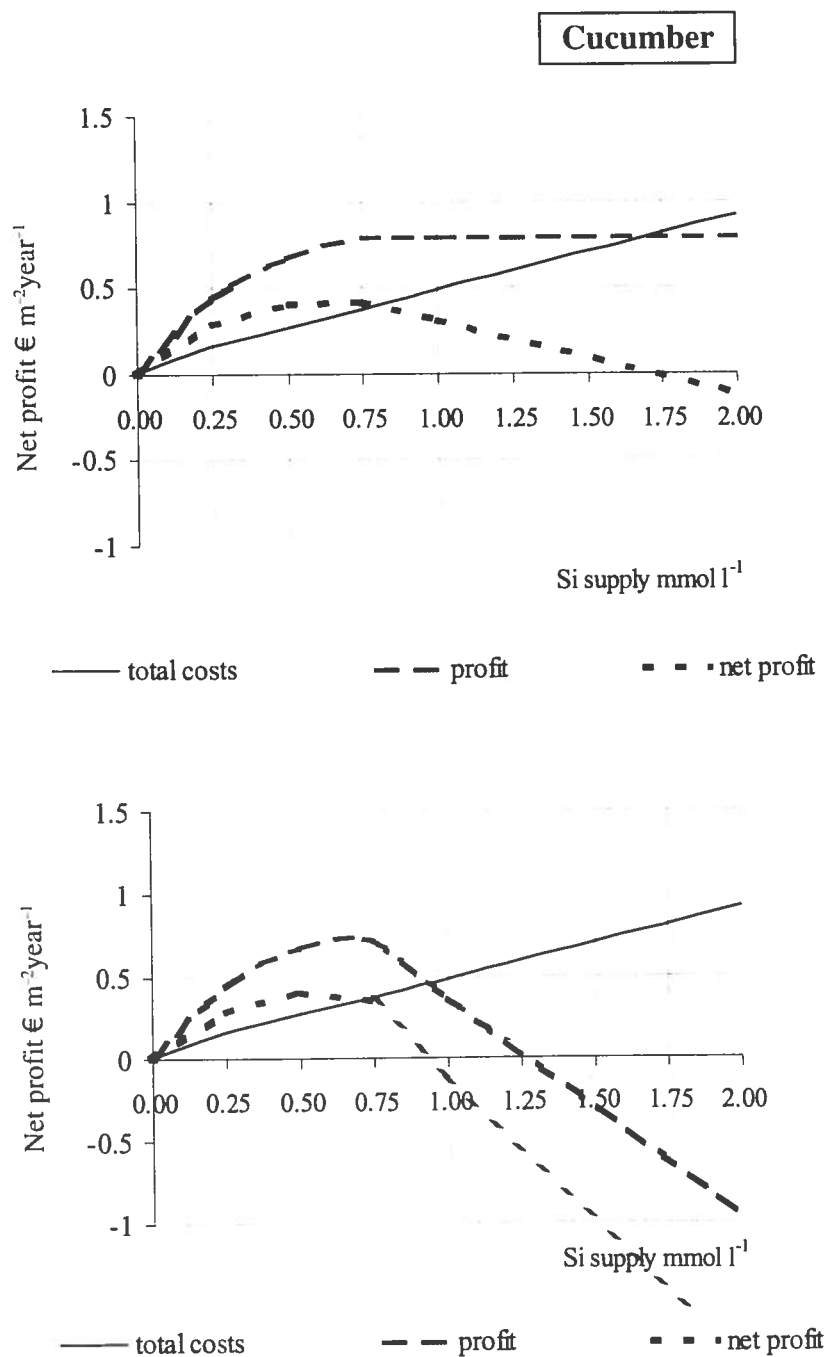 Cucumber
1.5
1
0.5
0
-0.5
-1
Net profit € m⁻²year⁻¹
0.00 0.25 0.50 0.75 1.00 1.25 1.50 1.75 2.00
Si supply mmol l⁻¹
total costs profit net profit
1.5
1
0.5
0
-0.5
-1
Net profit € m⁻²year⁻¹
0.00 0.25 0.50 0.75 1.00 1.25 1.50 1.75 2.00
Si supply mmol l⁻¹
total costs profit net profit